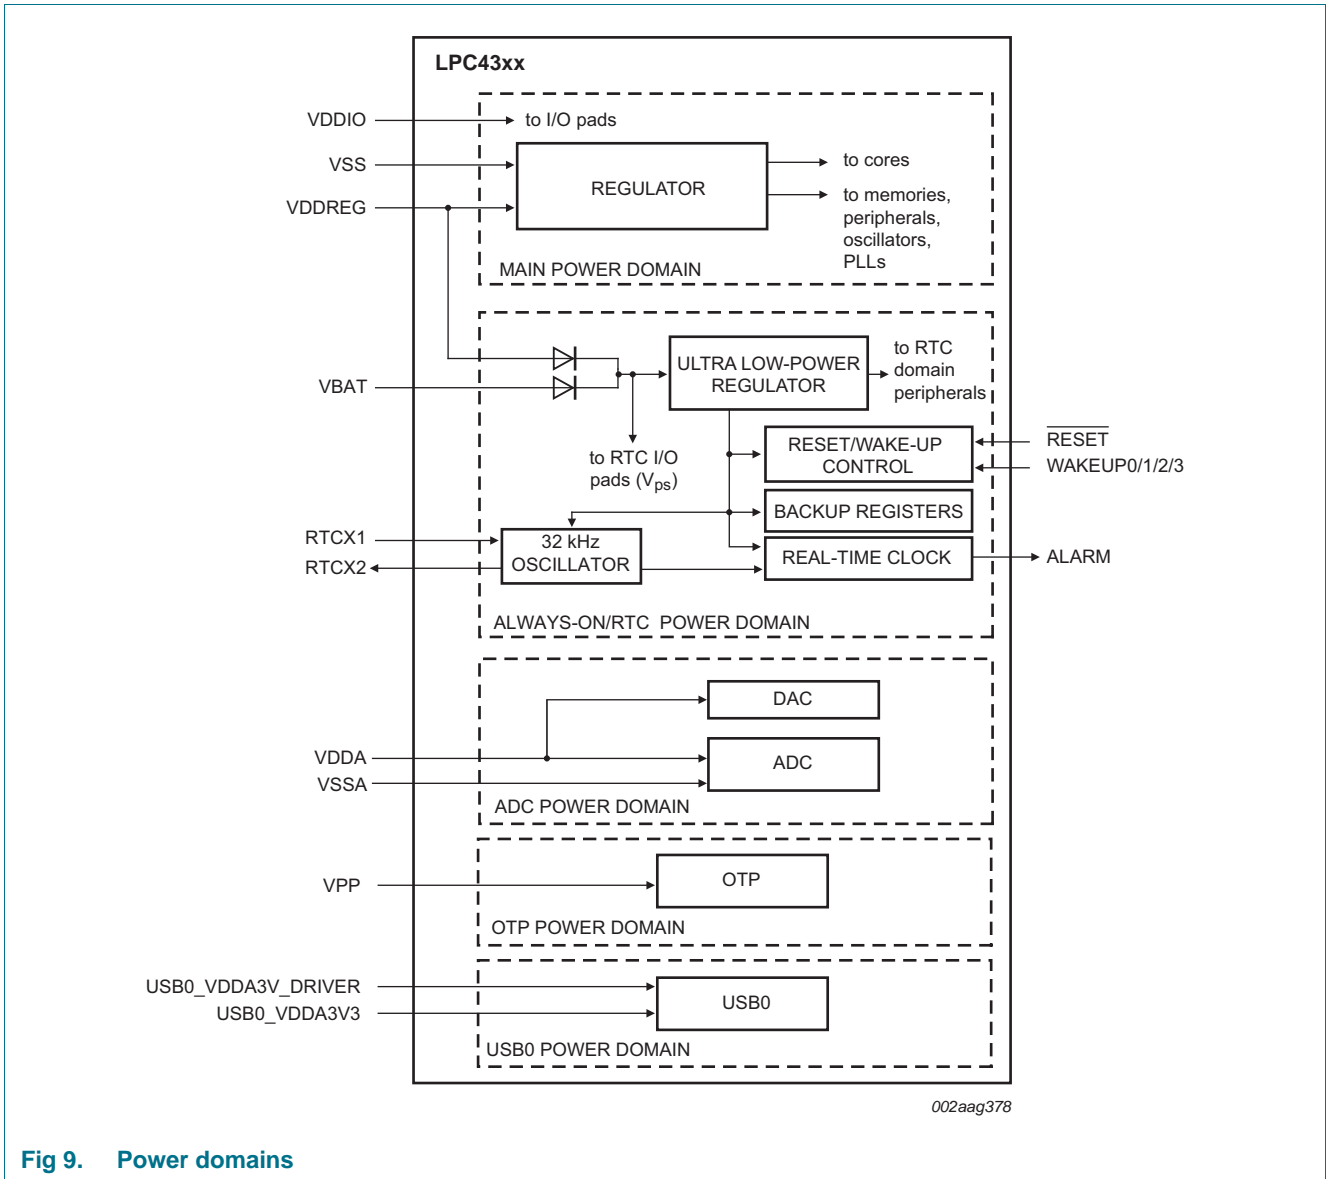 LPC43xx
VDDIO
to I/O pads
VSS
VDDREG
REGULATOR
to cores
to memories,
peripherals,
oscillators,
PLLs
MAIN POWER DOMAIN
VBAT
ULTRA LOW-POWER
REGULATOR
to RTC
domain
peripherals
to RTC I/O
pads (Vps)
RESET/WAKE-UP
CONTROL
RESET
WAKEUP0/1/2/3
BACKUP REGISTERS
RTCX1
RTCX2
32 kHz
OSCILLATOR
REAL-TIME CLOCK
ALARM
ALWAYS-ON/RTC POWER DOMAIN
DAC
VDDA
VSSA
ADC
ADC POWER DOMAIN
VPP
OTP
OTP POWER DOMAIN
USB0_VDDA3V_DRIVER
USB0_VDDA3V3
USB0
USB0 POWER DOMAIN
002aag378
Fig 9. Power domains